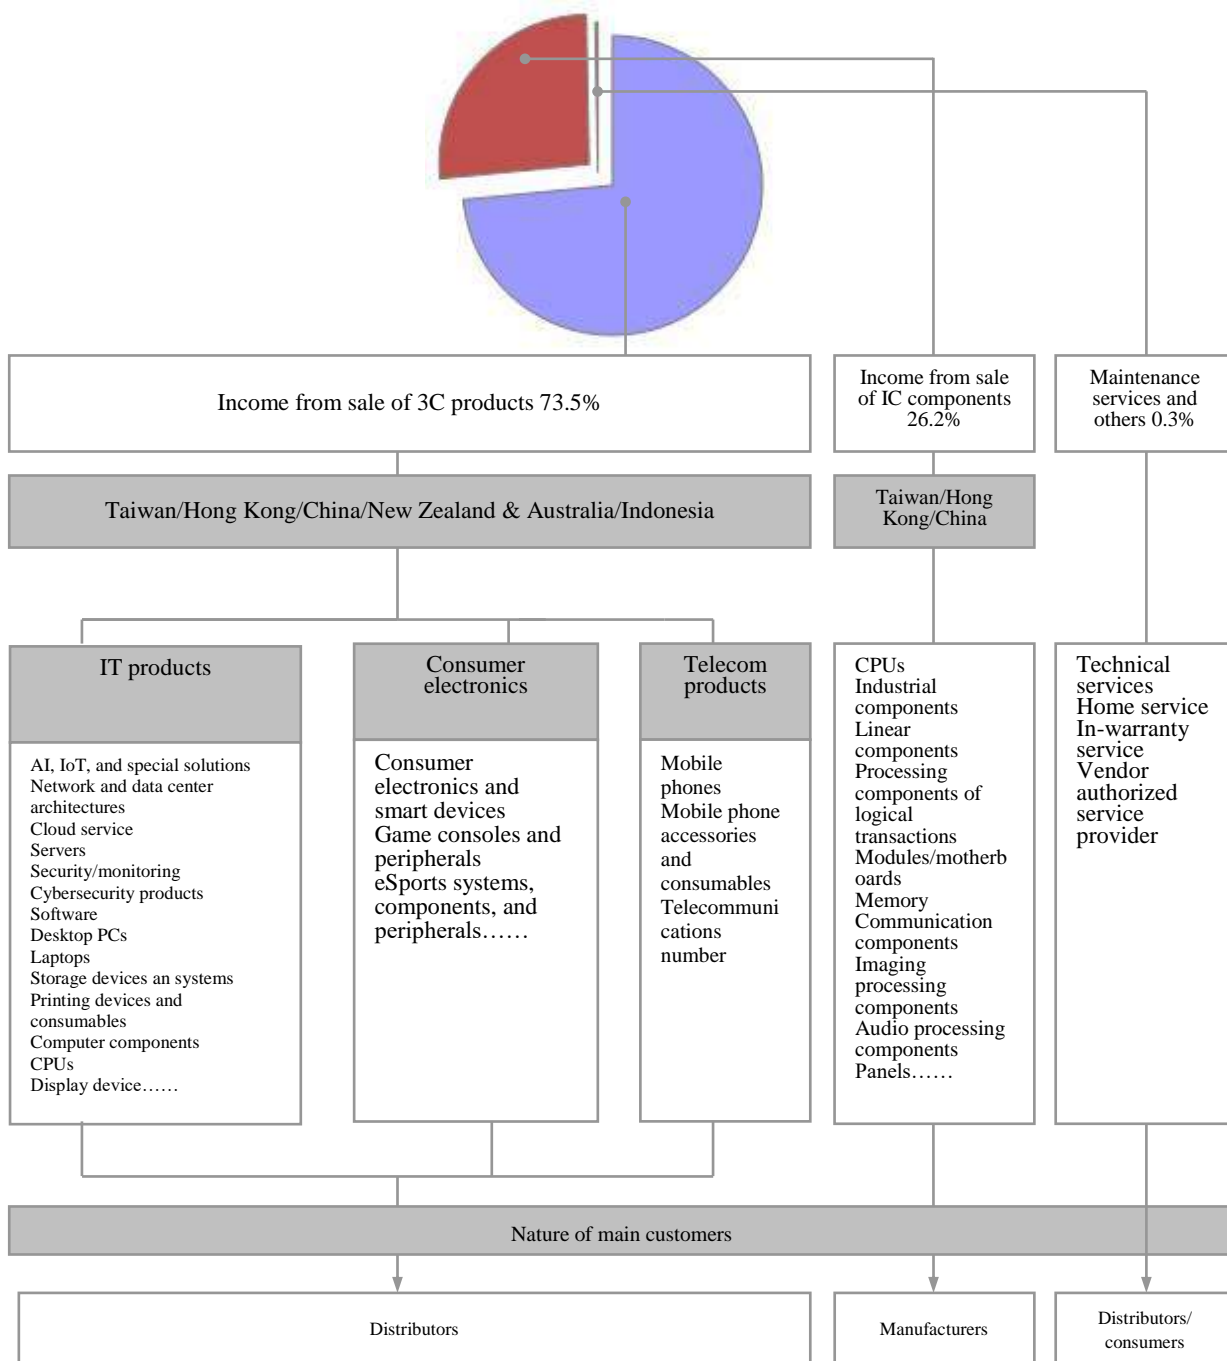 Income from sale of 3C products 73.5%
Income from sale
of IC components
26.2%
Maintenance
services and
others 0.3%
Taiwan/Hong Kong/China/New Zealand & Australia/Indonesia
Taiwan/Hong
Kong/China
IT products
AI, IoT, and special solutions
Network and data center
architectures
Cloud service
Servers
Security/monitoring
Cybersecurity products
Software
Desktop PCs
Laptops
Storage devices an systems
Printing devices and
consumables
Computer components
CPUs
Display device……
Consumer
electronics
Consumer
electronics and
smart devices
Game consoles and
peripherals
eSports systems,
components, and
peripherals……
Telecom
products
Mobile
phones
Mobile phone
accessories
and
consumables
Telecommuni
cations
number
CPUs
Industrial
components
Linear
components
Processing
components of
logical
transactions
Modules/motherb
oards
Memory
Communication
components
Imaging
processing
components
Audio processing
components
Panels……
Technical
services
Home service
In-warranty
service
Vendor
authorized
service
provider
Nature of main customers
Distributors
Manufacturers
Distributors/
consumers